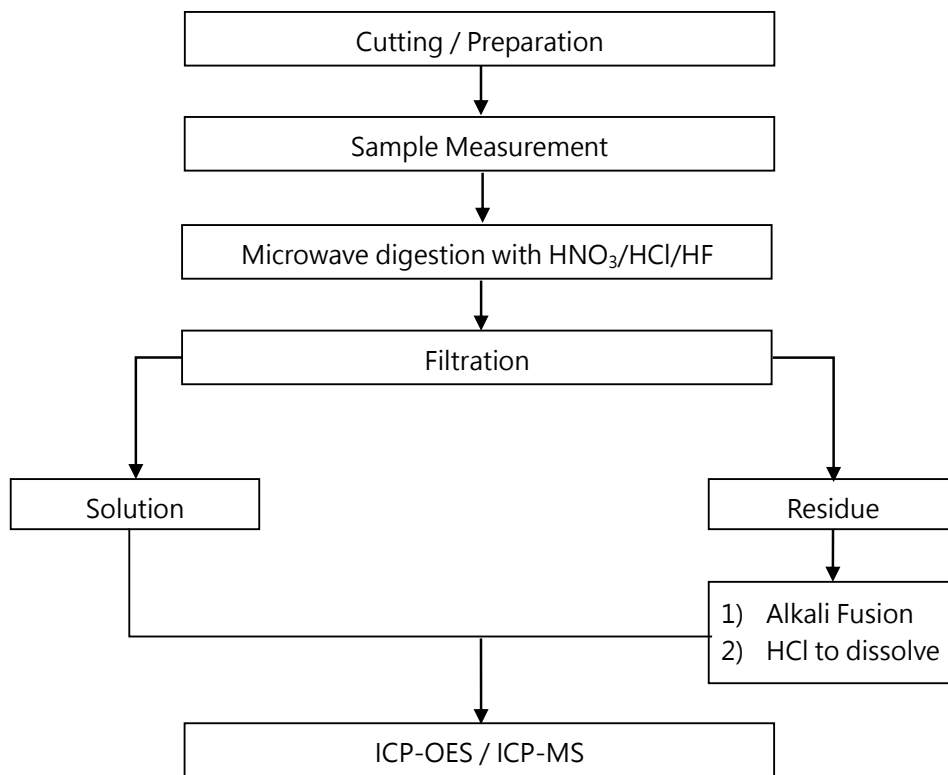 Cutting / Preparation
Sample Measurement
Microwave digestion with HNO₃/HCl/HF
Filtration
Solution
Residue
1) Alkali Fusion
2) HCl to dissolve
ICP-OES / ICP-MS